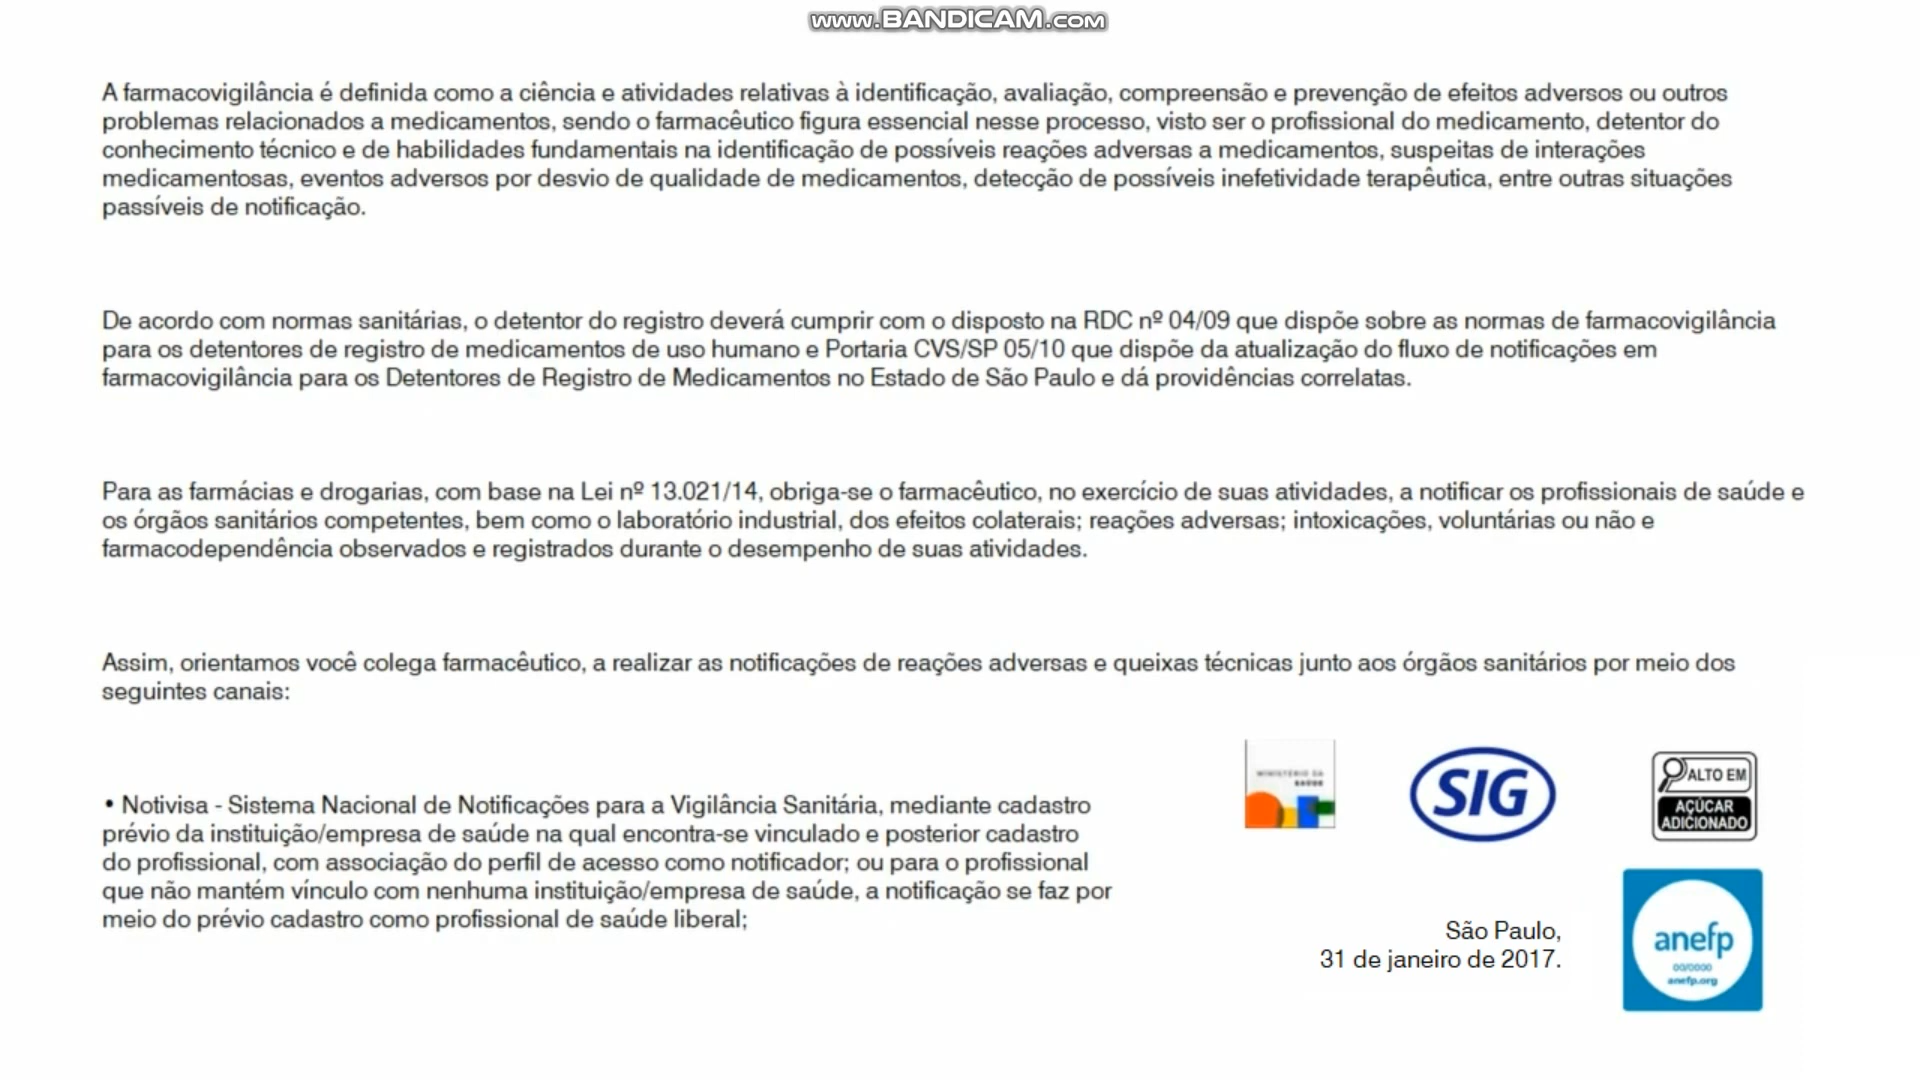 www.BANDICAM.com
A farmacovigilância é definida como a ciência e atividades relativas à identificação, avaliação, compreensão e prevenção de efeitos adversos ou outros
problemas relacionados a medicamentos, sendo o farmacêutico figura essencial nesse processo, visto ser o profissional do medicamento, detentor do
conhecimento técnico e de habilidades fundamentais na identificação de possíveis reações adversas a medicamentos, suspeitas de interações
medicamentosas, eventos adversos por desvio de qualidade de medicamentos, detecção de possíveis inefetividade terapêutica, entre outras situações
passíveis de notificação.
De acordo com normas sanitárias, o detentor do registro deverá cumprir com o disposto na RDC nº 04/09 que dispõe sobre as normas de farmacovigilância
para os detentores de registro de medicamentos de uso humano e Portaria CVS/SP 05/10 que dispõe da atualização do fluxo de notificações em
farmacovigilância para os Detentores de Registro de Medicamentos no Estado de São Paulo e dá providências correlatas.
Para as farmácias e drogarias, com base na Lei nº 13.021/14, obriga-se o farmacêutico, no exercício de suas atividades, a notificar os profissionais de saúde e
os órgãos sanitários competentes, bem como o laboratório industrial, dos efeitos colaterais; reações adversas; intoxicações, voluntárias ou não e
farmacodependência observados e registrados durante o desempenho de suas atividades.
Assim, orientamos você colega farmacêutico, a realizar as notificações de reações adversas e queixas técnicas junto aos órgãos sanitários por meio dos
seguintes canais:
• Notivisa - Sistema Nacional de Notificações para a Vigilância Sanitária, mediante cadastro
prévio da instituição/empresa de saúde na qual encontra-se vinculado e posterior cadastro
do profissional, com associação do perfil de acesso como notificador; ou para o profissional
que não mantém vínculo com nenhuma instituição/empresa de saúde, a notificação se faz por
meio do prévio cadastro como profissional de saúde liberal;
MINISTÉRIO DA
SAÚDE
SIG
ALTO EM
AÇÚCAR
ADICIONADO
São Paulo,
31 de janeiro de 2017.
anefp
00/0000
anefp.org